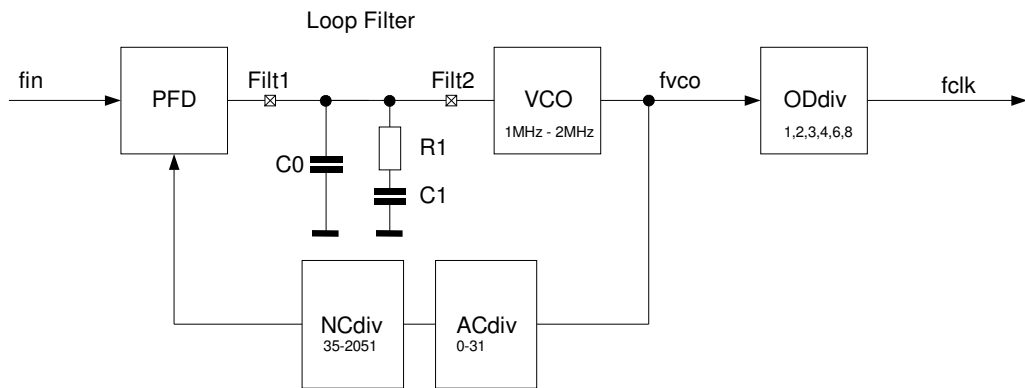 Loop Filter
fin
PFD
Filt1
Filt2
VCO
1MHz - 2MHz
fvco
ODdiv
1,2,3,4,6,8
fclk
C0
R1
C1
NCdiv
35-2051
ACdiv
0-31